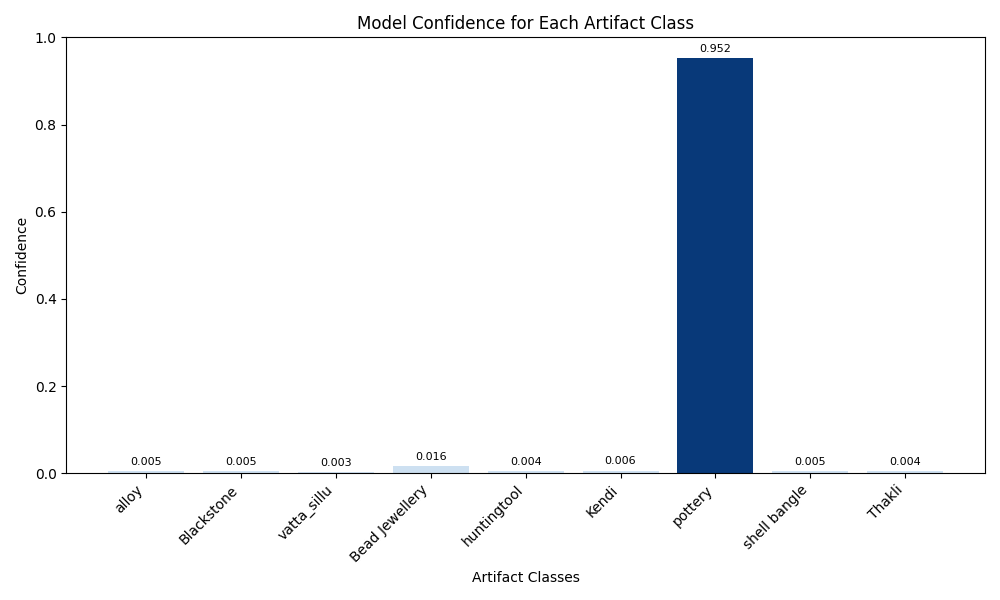 Model Confidence for Each Artifact Class
1.0
0.8
0.6
0.4
0.2
0.0
Confidence
0.005
0.005
0.003
0.016
0.004
0.006
0.952
0.005
0.004
alloy
Blackstone
vatta_sillu
Bead Jewellery
huntingtool
Kendi
pottery
shell bangle
Thakli
Artifact Classes